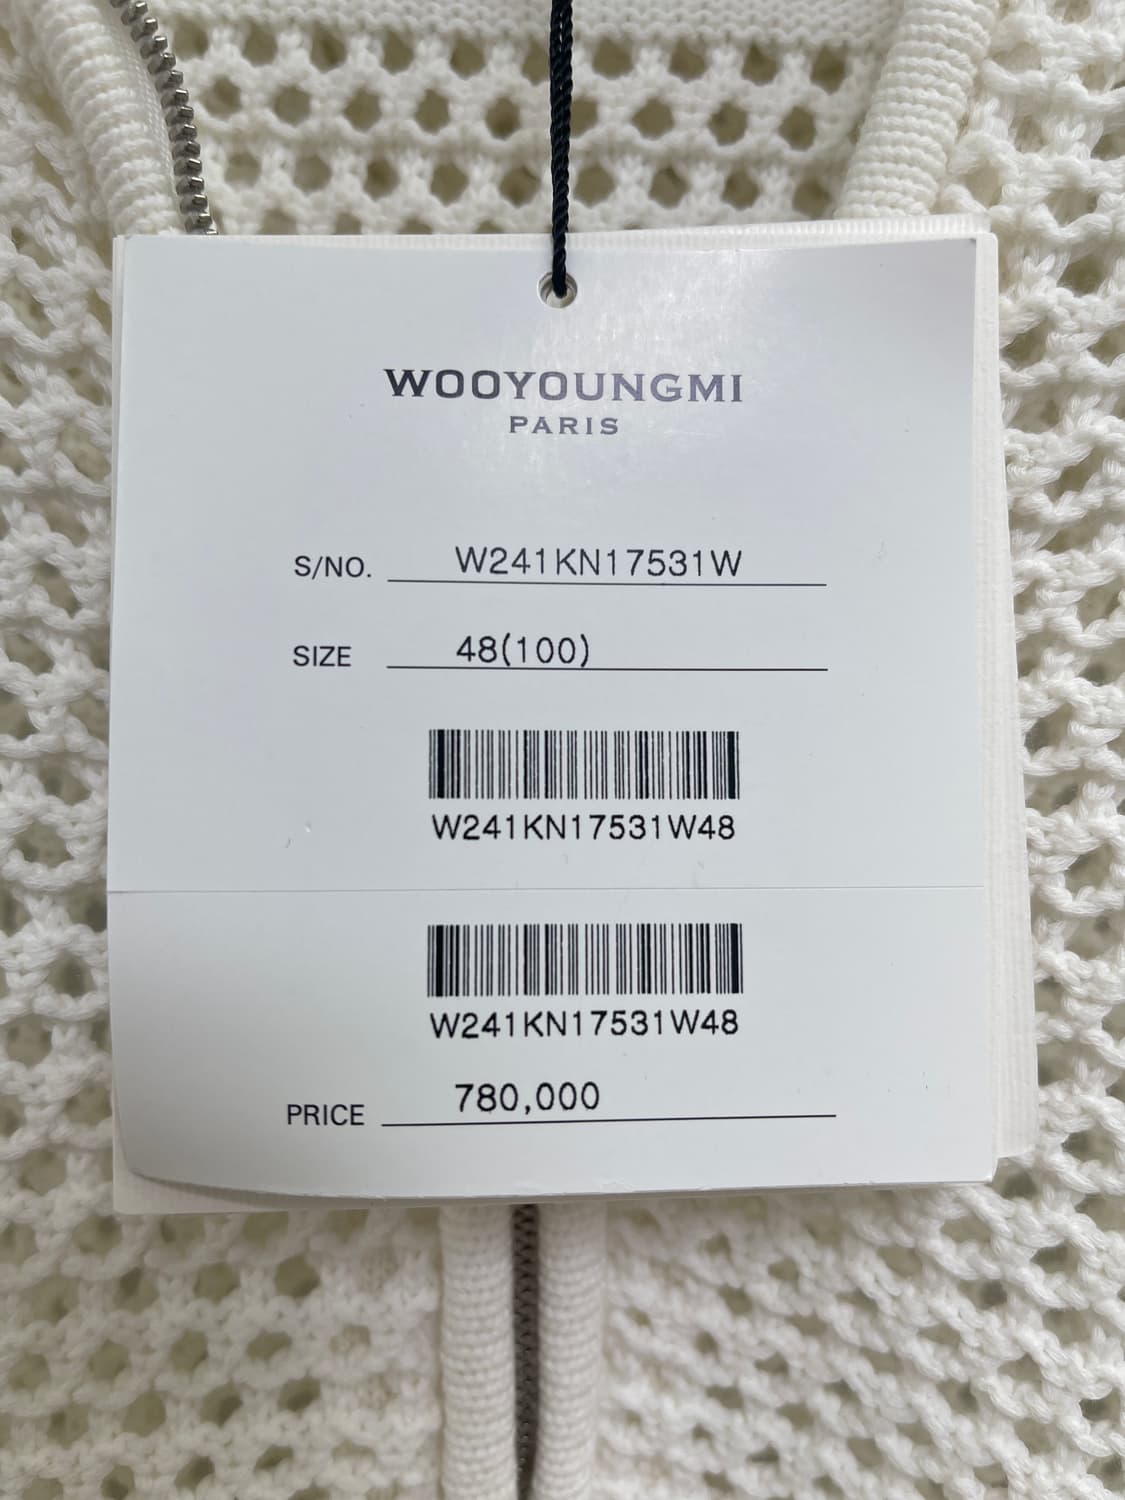 WOOYOUNGMI
PARIS
S/NO. W241KN17531W
SIZE 48(100)
W241KN17531W48
W241KN17531W48
PRICE 780,000